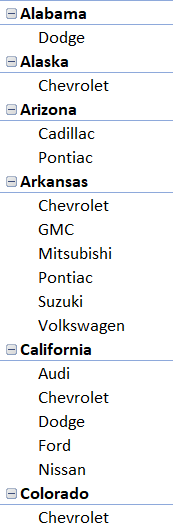 Alabama
Dodge
Alaska
Chevrolet
Arizona
Cadillac
Pontiac
Arkansas
Chevrolet
GMC
Mitsubishi
Pontiac
Suzuki
Volkswagen
California
Audi
Chevrolet
Dodge
Ford
Nissan
Colorado
Chevrolet